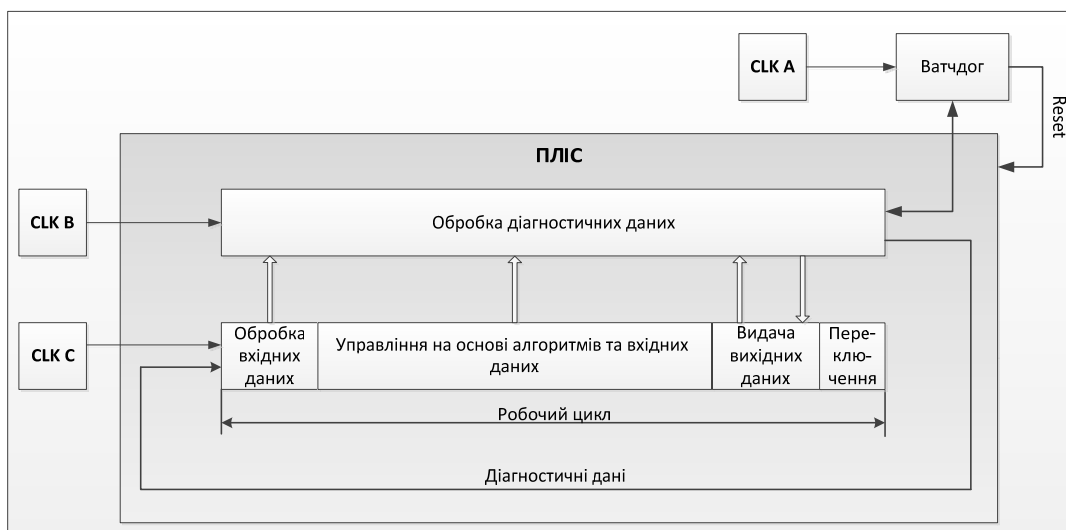 CLK A
Ватчдог
Reset
ПЛІС
CLK B
Обробка діагностичних даних
CLK C
Обробка
вхідних
даних
Управління на основі алгоритмів та вхідних
даних
Видача
вихідних
даних
Пере-
клю-
чення
Робочий цикл
Діагностичні дані